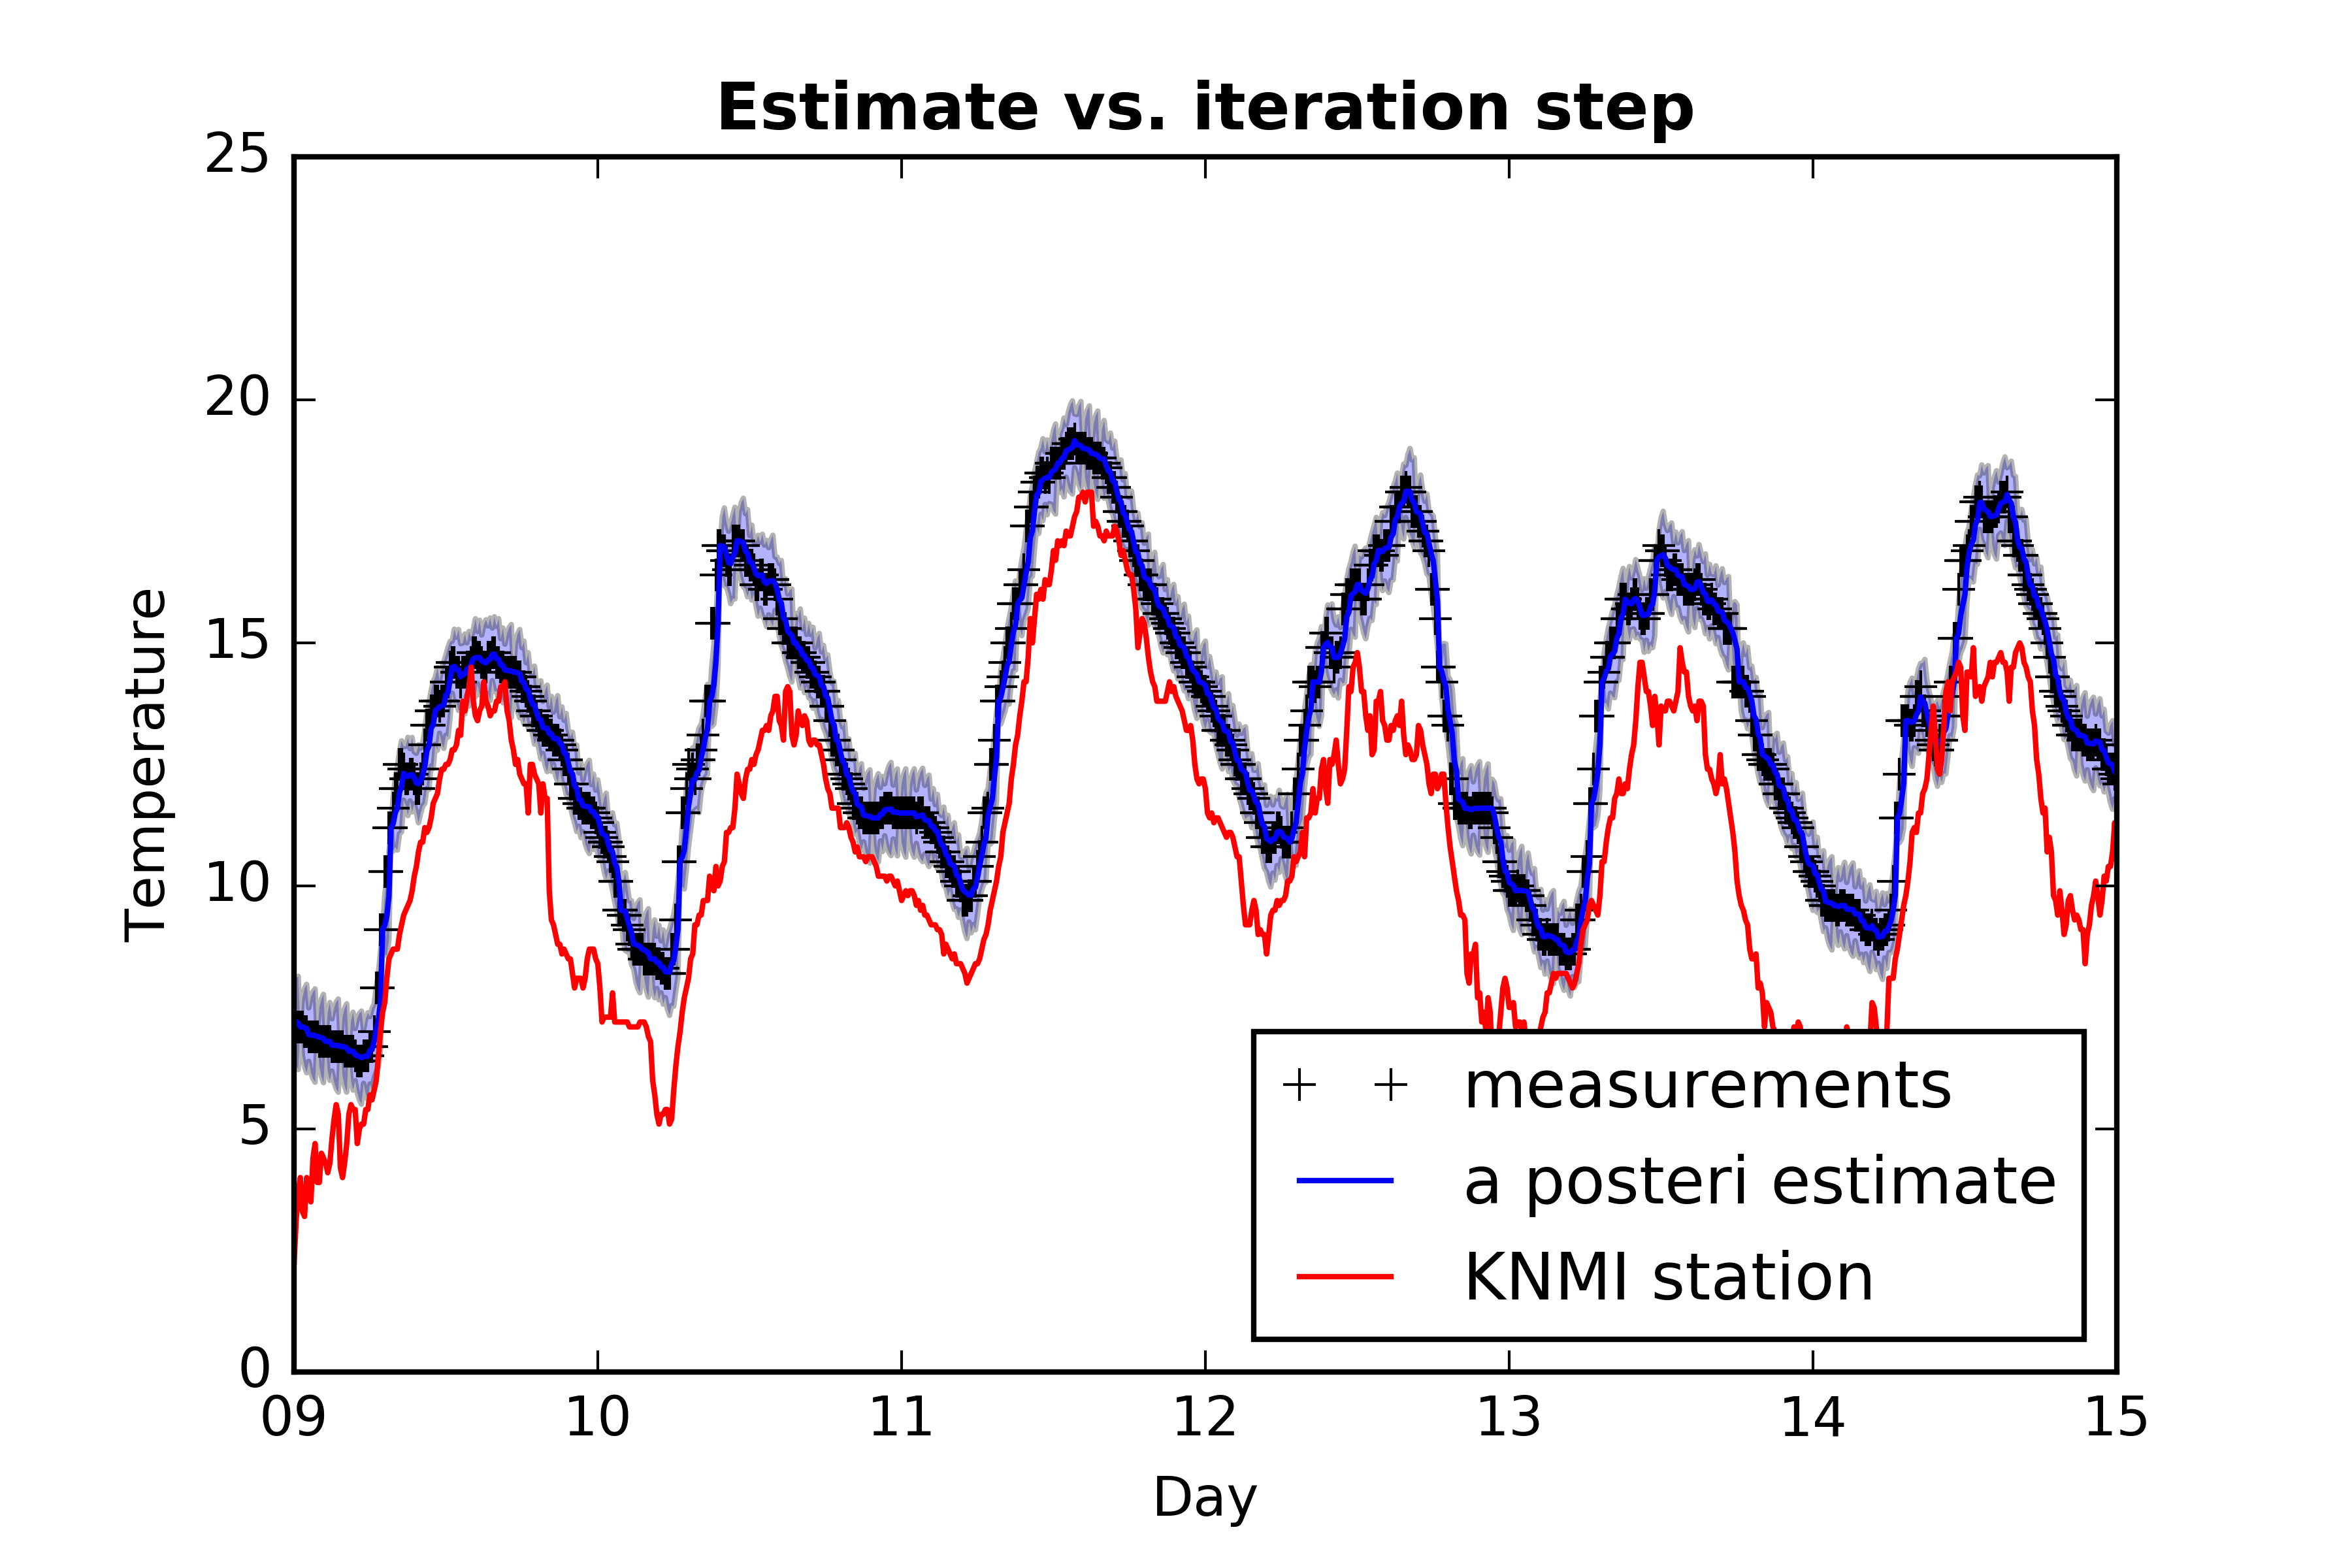 Estimate vs. iteration step
25
20
15
10
5
0
Temperature
09 10 11 12 13 14 15
Day
measurements
a posteri estimate
KNMI station